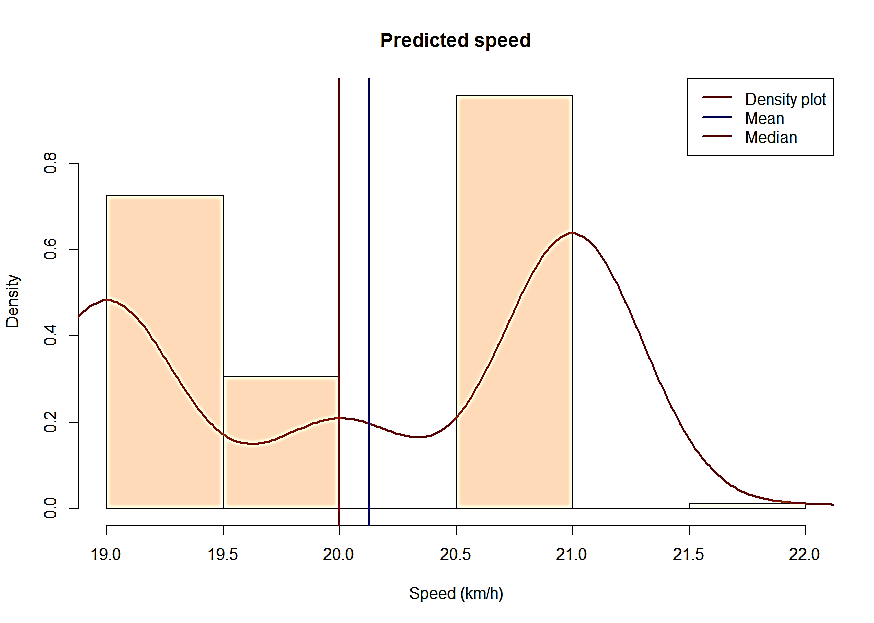 Predicted speed
Density plot
Mean
Median
0.8
0.6
0.4
0.2
0.0
Density
19.0 19.5 20.0 20.5 21.0 21.5 22.0
Speed (km/h)